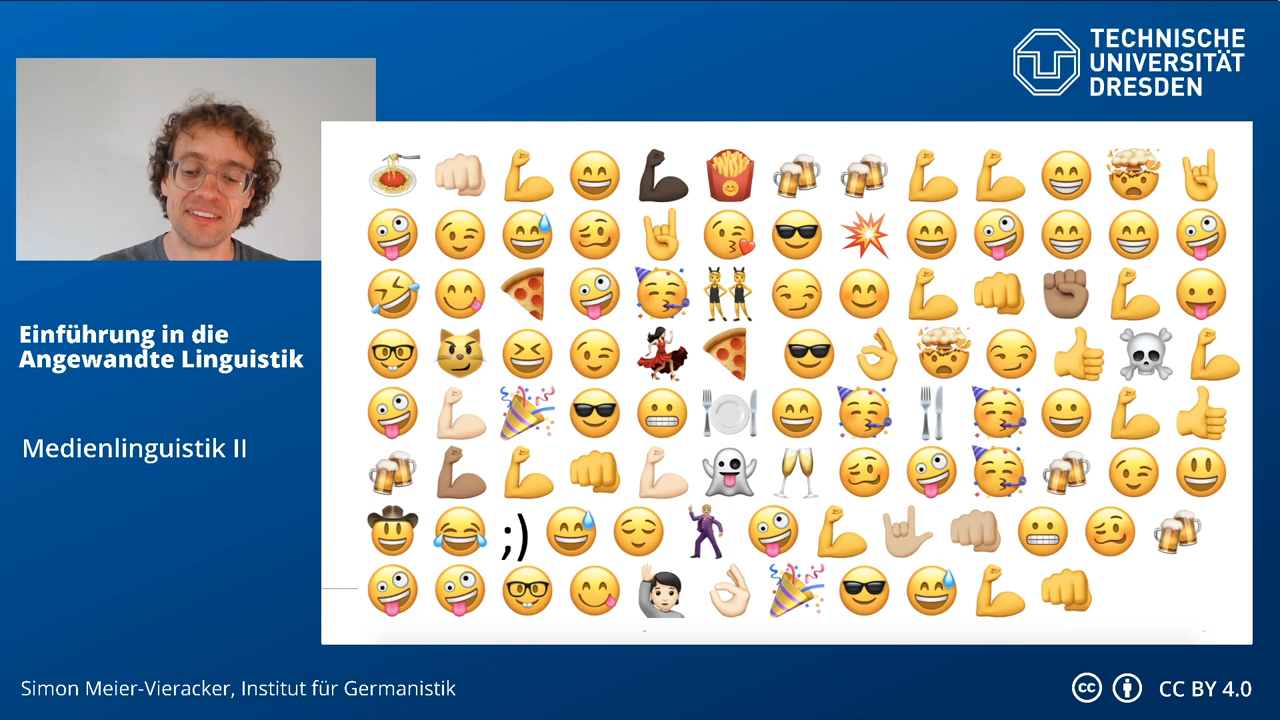 TECHNISCHE
UNIVERSITÄT
DRESDEN
Einführung in die
Angewandte Linguistik
Medienlinguistik II
;)
Simon Meier-Vieracker, Institut für Germanistik
cc CC BY 4.0